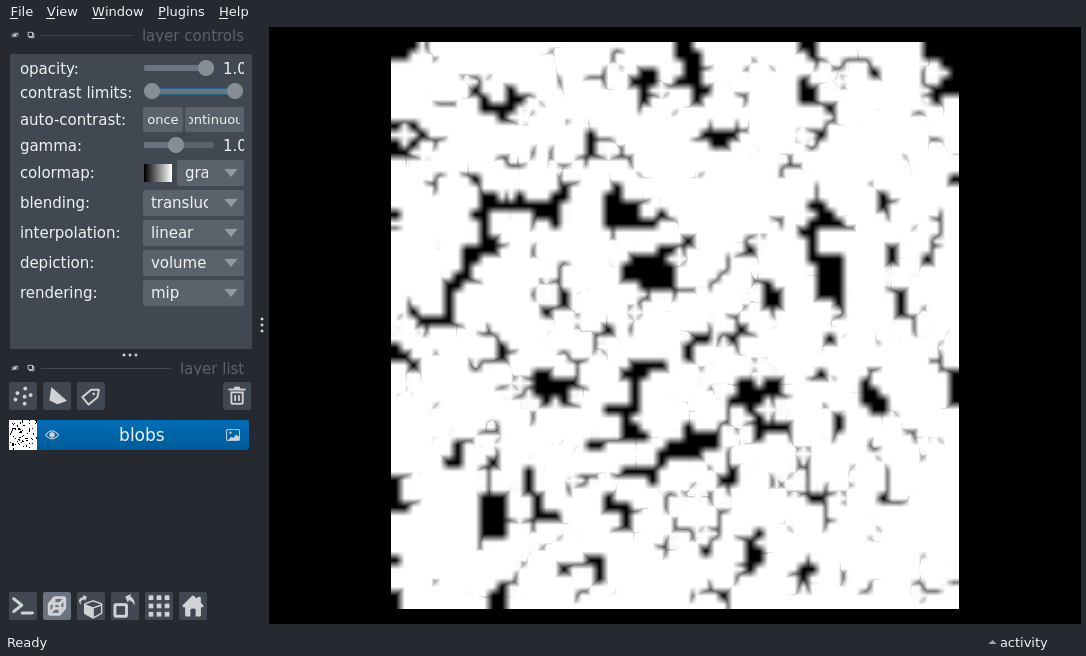 File View Window Plugins Help
layer controls
opacity: 1.0
contrast limits:
auto-contrast: once ontinuou
gamma: 1.0
colormap: gra
blending: transluc
interpolation: linear
depiction: volume
rendering: mip
layer list
blobs
Ready
activity